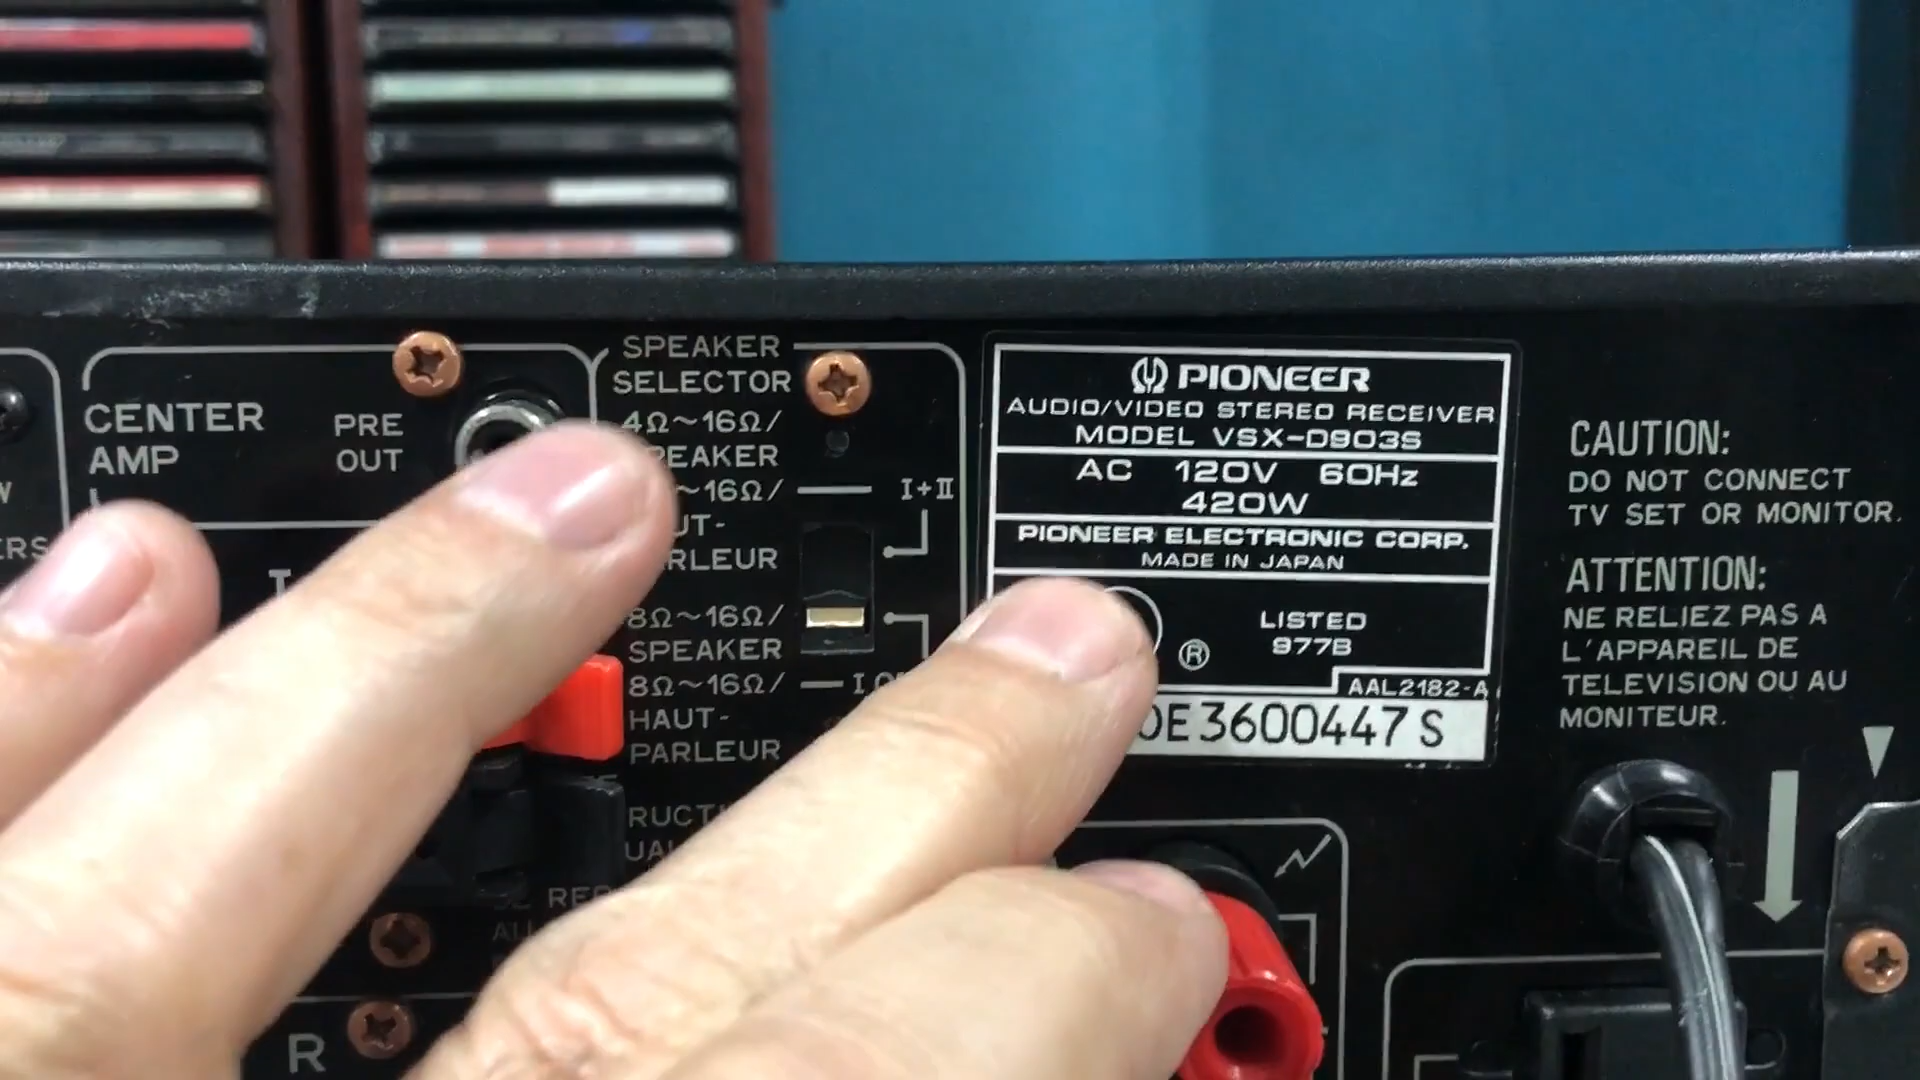 CENTER
AMP
PRE
OUT
SPEAKER
SELECTOR
4Ω~16Ω/
~16Ω/
8Ω~16Ω/
SPEAKER
8Ω~16Ω/
HAUT-
PARLEUR
I+II
R
PIONEER
AUDIO/VIDEO STEREO RECEIVER
MODEL VSX-D903S
AC 120V 60Hz
420W
PIONEER ELECTRONIC CORP.
MADE IN JAPAN
®
LISTED
977B
AAL2182-A
E3600447S
CAUTION:
DO NOT CONNECT
TV SET OR MONITOR.
ATTENTION:
NE RELIEZ PAS A
L'APPAREIL DE
TELEVISION OU AU
MONITEUR.